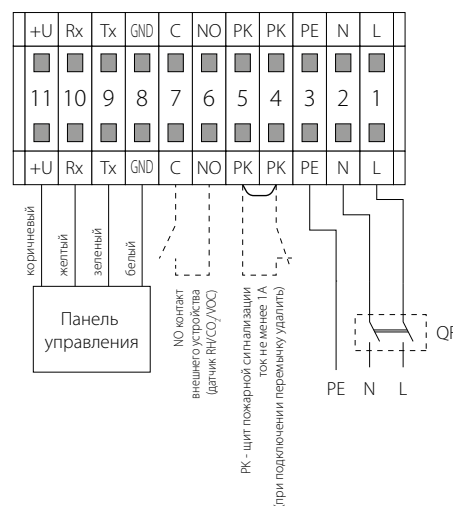 +U Rx Tx GND C NO PK PK PE N L
11 10 9 8 7 6 5 4 3 2 1
+U Rx Tx GND C NO PK PK PE N L
коричневый
желтый
зеленый
белый
Панель
управления
NO контакт
внешнего устройства
(датчик RH/CO₂/VOC)
PK - щит пожарной сигнализации
ток не менее 1 А
(при подключении перемычку удалить)
QF
PE N L